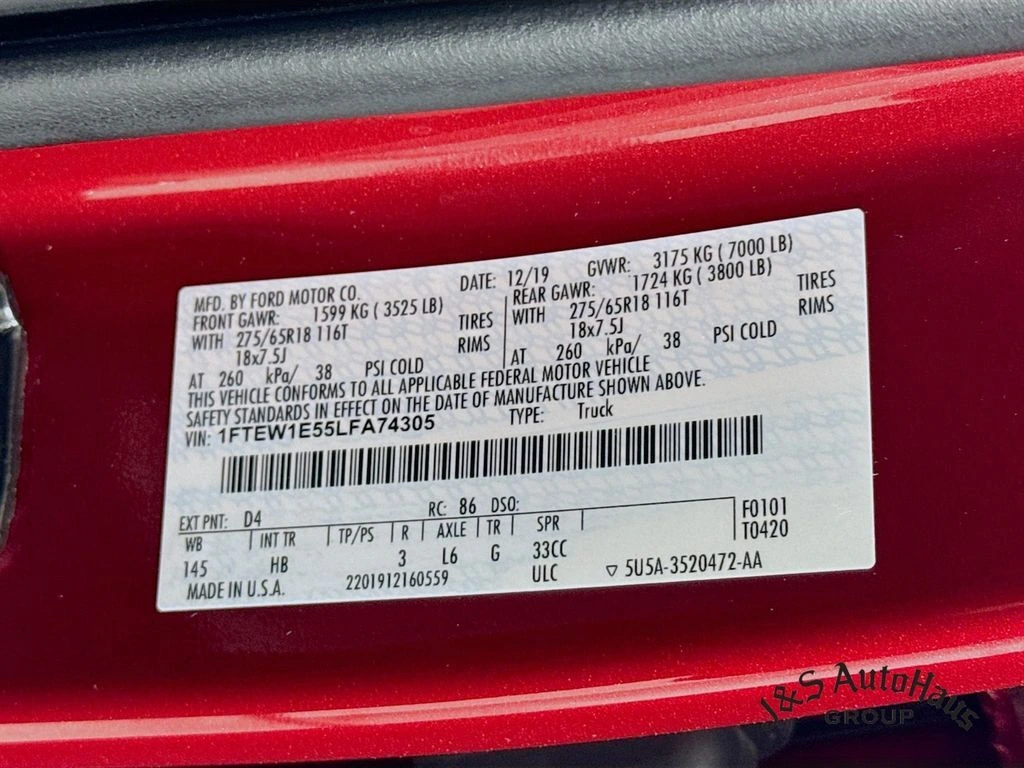 MFD. BY FORD MOTOR CO. DATE: 12/19 GVWR: 3175 KG ( 7000 LB)
FRONT GAWR: 1599 KG ( 3525 LB) REAR GAWR: 1724 KG ( 3800 LB)
WITH 275/65R18 116T TIRES WITH 275/65R18 116T TIRES
18x7.5J RIMS 18x7.5J RIMS
AT 260 kPa/ 38 PSI COLD AT 260 kPa/ 38 PSI COLD
THIS VEHICLE CONFORMS TO ALL APPLICABLE FEDERAL MOTOR VEHICLE
SAFETY STANDARDS IN EFFECT ON THE DATE OF MANUFACTURE SHOWN ABOVE.
VIN: 1FTEW1E55LFA74305 TYPE: Truck
EXT PNT: D4 RC: 86 DSO: F0101
WB INT TR TP/PS R AXLE TR SPR T0420
145 HB 3 L6 G 33CC
MADE IN U.S.A. 2201912160559 ULC ▽ 5U5A-3520472-AA
J&S AutoHaus
GROUP